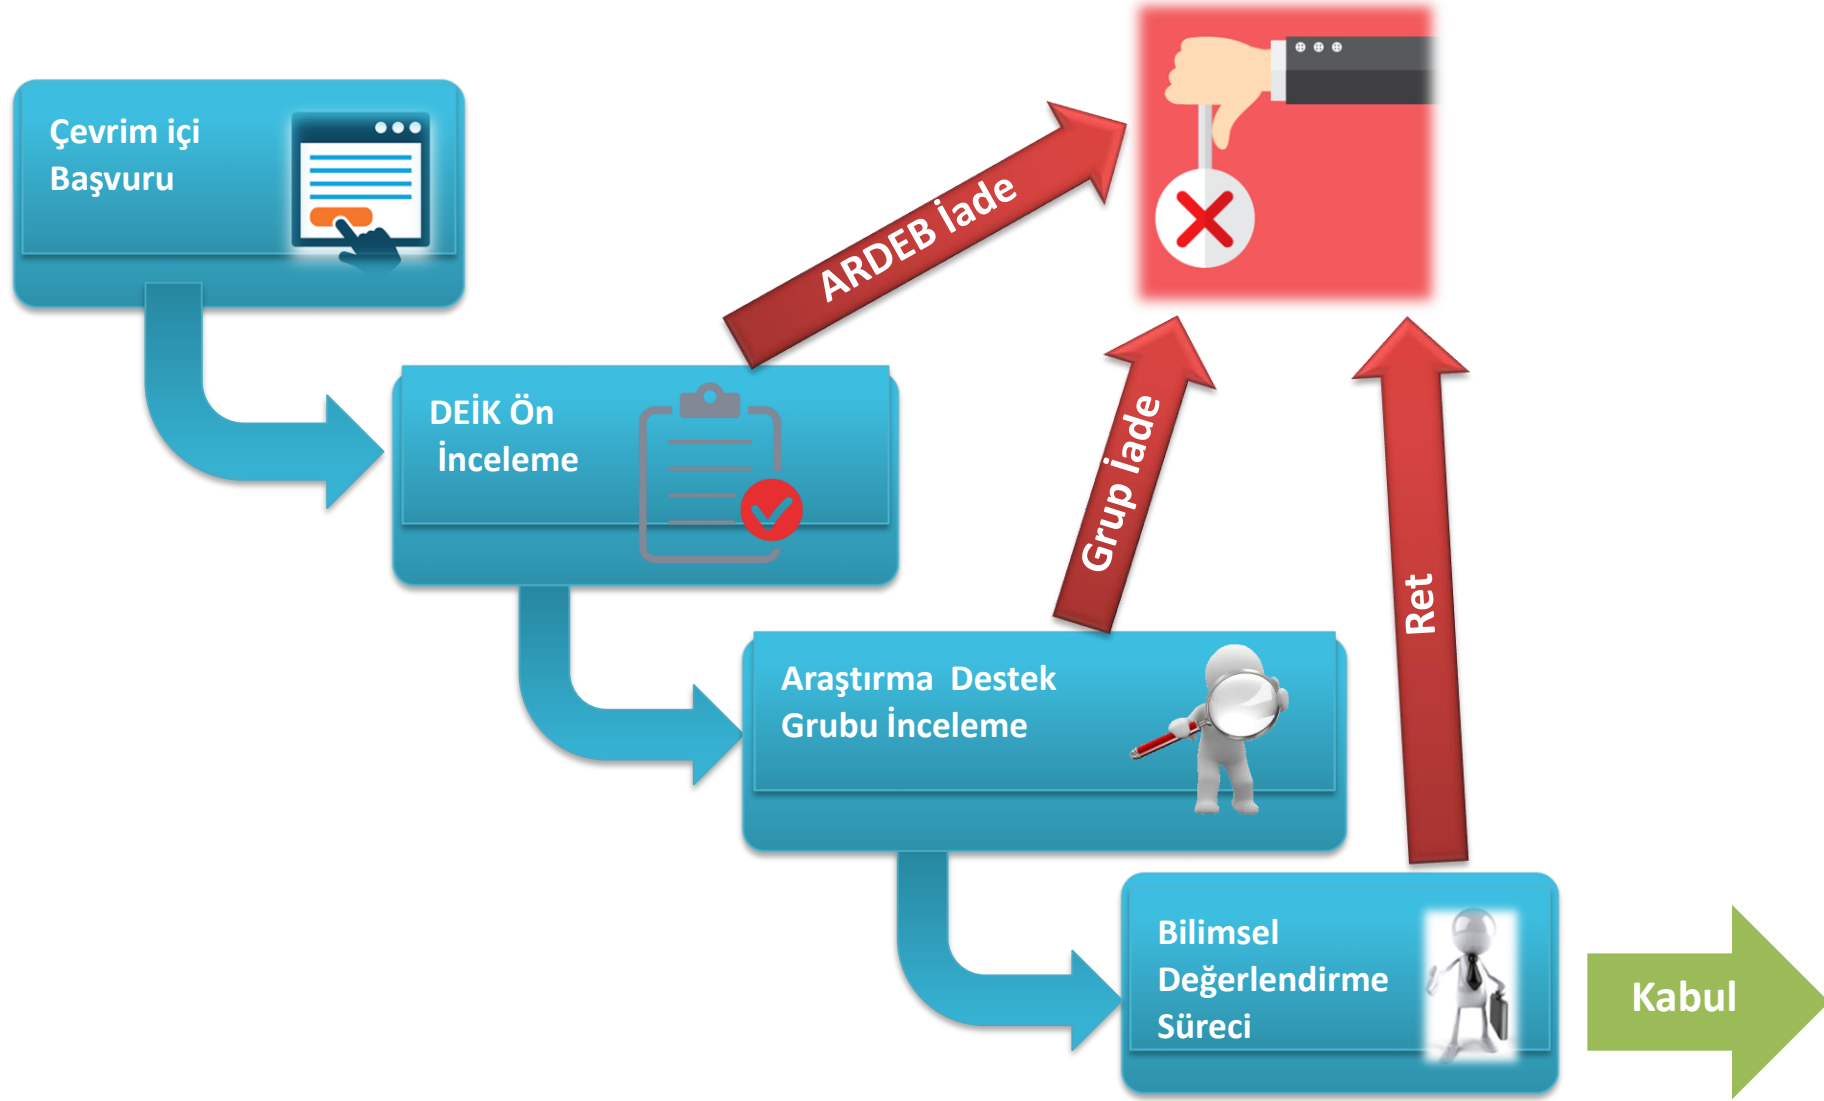 Çevrim içi
Başvuru
ARDEB İade
DEİK Ön
İnceleme
Grup İade
Ret
Araştırma  Destek
Grubu İnceleme
Bilimsel
Değerlendirme
Süreci
Kabul